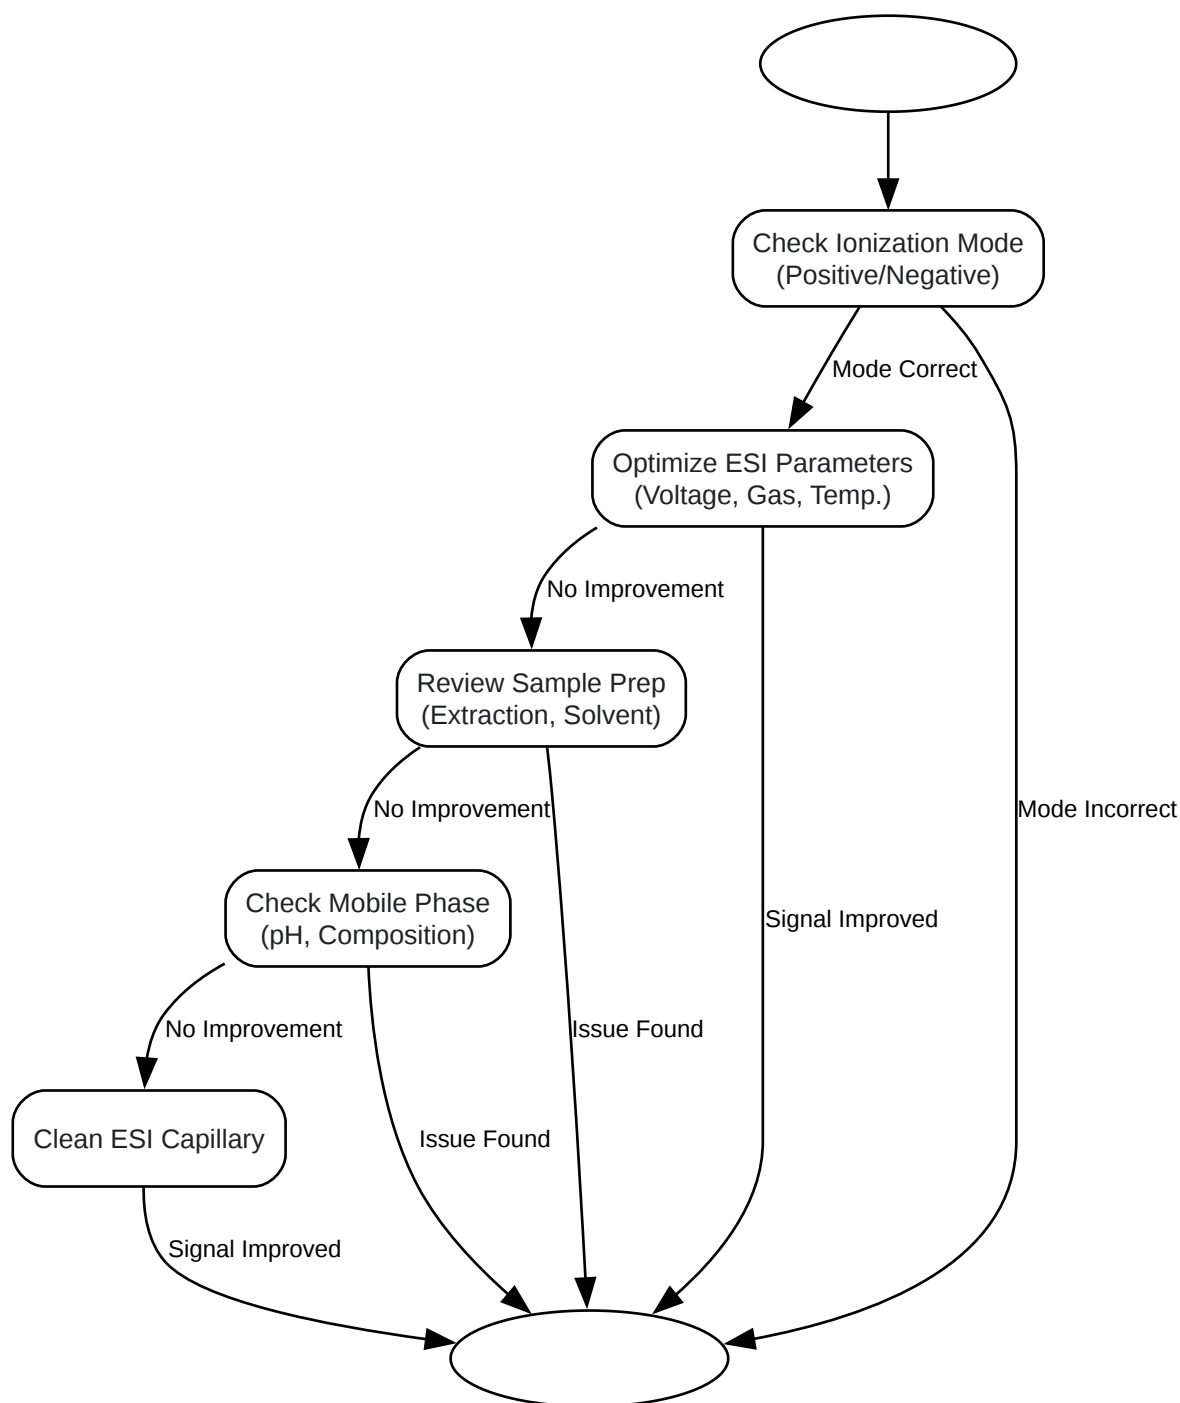 Check Ionization Mode
(Positive/Negative)
Mode Correct
Optimize ESI Parameters
(Voltage, Gas, Temp.)
No Improvement
Review Sample Prep
(Extraction, Solvent)
No Improvement
Mode Incorrect
Check Mobile Phase
(pH, Composition)
Signal Improved
No Improvement
Issue Found
Clean ESI Capillary
Issue Found
Signal Improved